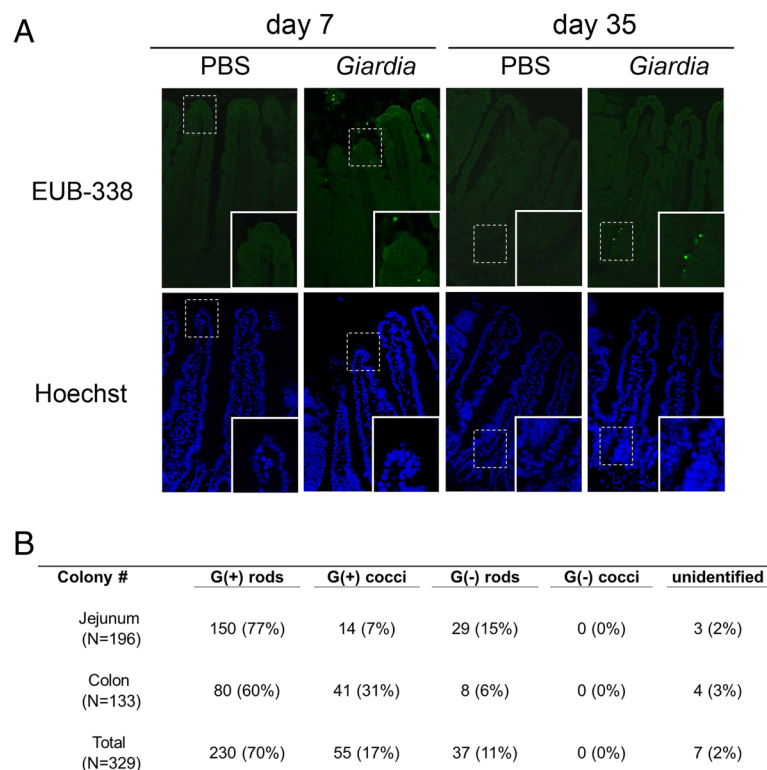 A
day 7 day 35
PBS Giardia PBS Giardia
EUB-338
Hoechst
B
Colony # G(+) rods G(+) cocci G(-) rods G(-) cocci unidentified
Jejunum
(N=196) 150 (77%) 14 (7%) 29 (15%) 0 (0%) 3 (2%)
Colon
(N=133) 80 (60%) 41 (31%) 8 (6%) 0 (0%) 4 (3%)
Total
(N=329) 230 (70%) 55 (17%) 37 (11%) 0 (0%) 7 (2%)